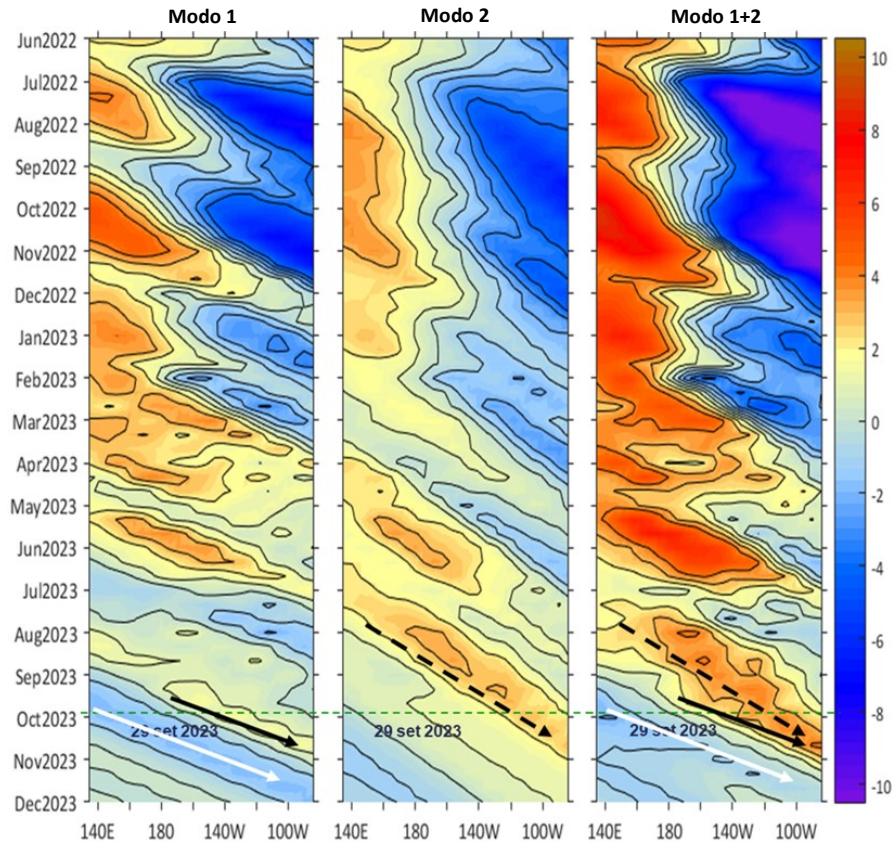 Modo 1 Modo 2 Modo 1+2
Jun2022
Jul2022
Aug2022
Sep2022
Oct2022
Nov2022
Dec2022
Jan2023
Feb2023
Mar2023
Apr2023
May2023
Jun2023
Jul2023
Aug2023
Sep2023
Oct2023
Nov2023
Dec2023
29 set 2023 29 set 2023 29 set 2023
140E 180 140W 100W 140E 180 140W 100W 140E 180 140W 100W
10
8
6
4
2
0
-2
-4
-6
-8
-10